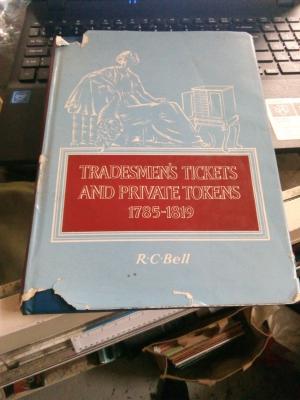 TRADESMEN'S TICKETS
AND PRIVATE TOKENS
1785-1819
R·C·Bell